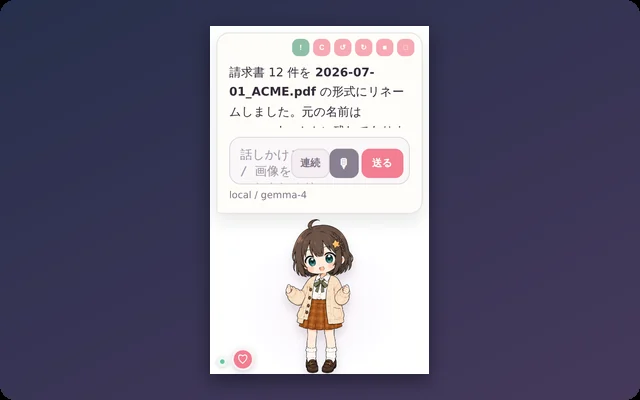 ! C ↺ ↻
請求書 12 件を 2026-07-
01_ACME.pdf の形式にリネー
ムしました。元の名前は
話しかけ
/ 画像を
連続
送る
local / gemma-4